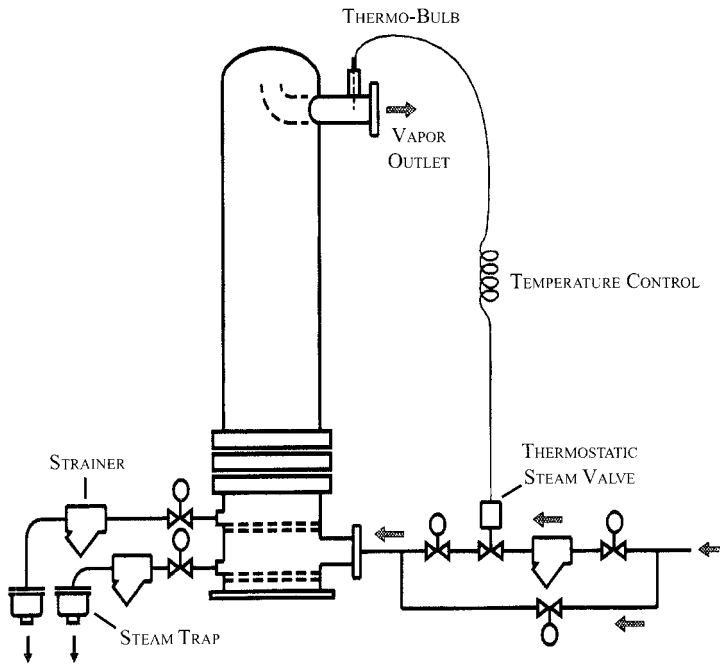 THERMO-BULB
VAPOR
OUTLET
TEMPERATURE CONTROL
THERMOSTATIC
STEAM VALVE
STRAINER
STEAM TRAP